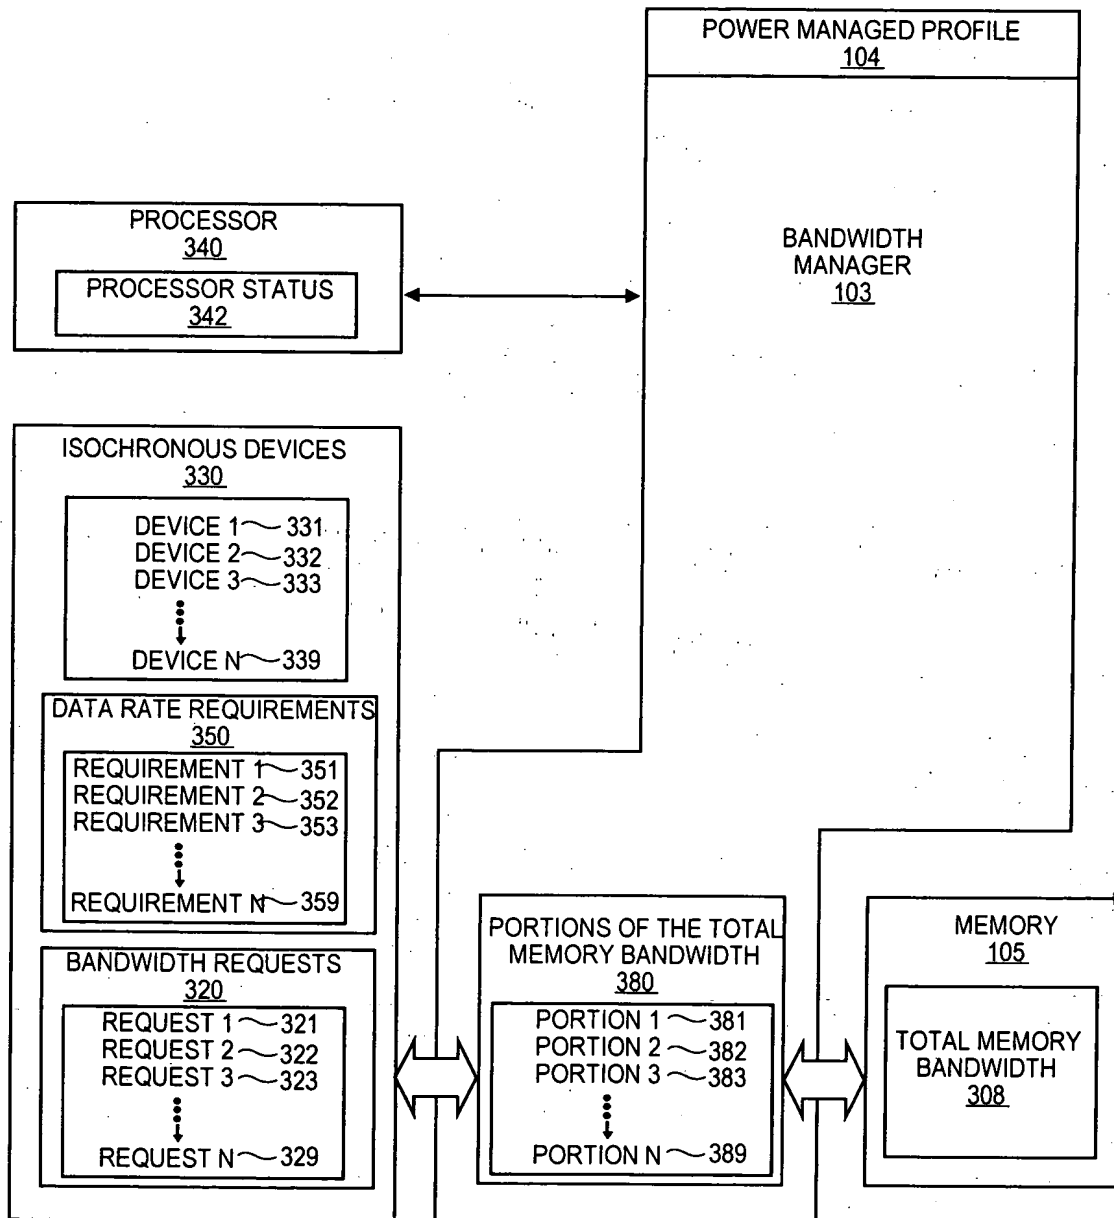 POWER MANAGED PROFILE
104
BANDWIDTH
MANAGER
103
PROCESSOR
340
PROCESSOR STATUS
342
ISOCHRONOUS DEVICES
330
DEVICE 1 331
DEVICE 2 332
DEVICE 3 333
DEVICE N 339
DATA RATE REQUIREMENTS
350
REQUIREMENT 1 351
REQUIREMENT 2 352
REQUIREMENT 3 353
REQUIREMENT N 359
BANDWIDTH REQUESTS
320
REQUEST 1 321
REQUEST 2 322
REQUEST 3 323
REQUEST N 329
PORTIONS OF THE TOTAL
MEMORY BANDWIDTH
380
PORTION 1 381
PORTION 2 382
PORTION 3 383
PORTION N 389
MEMORY
105
TOTAL MEMORY
BANDWIDTH
308